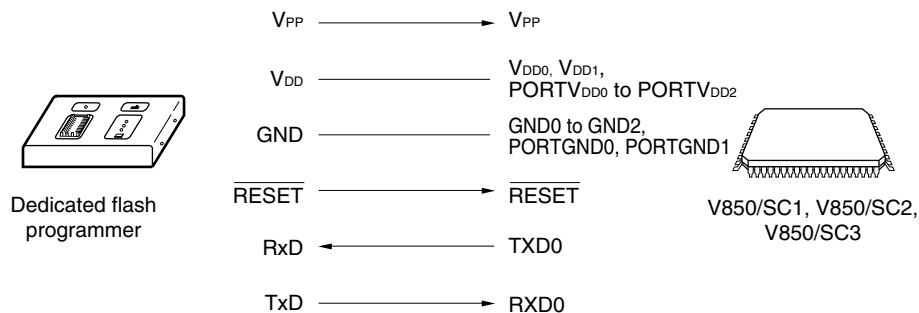 VPP VPP
VDD VDD0, VDD1,
PORTVDD0 to PORTVDD2
GND GND0 to GND2,
PORTGND0, PORTGND1
RESET RESET
RxD TXD0
TxD RXD0
Dedicated flash
programmer
V850/SC1, V850/SC2,
V850/SC3